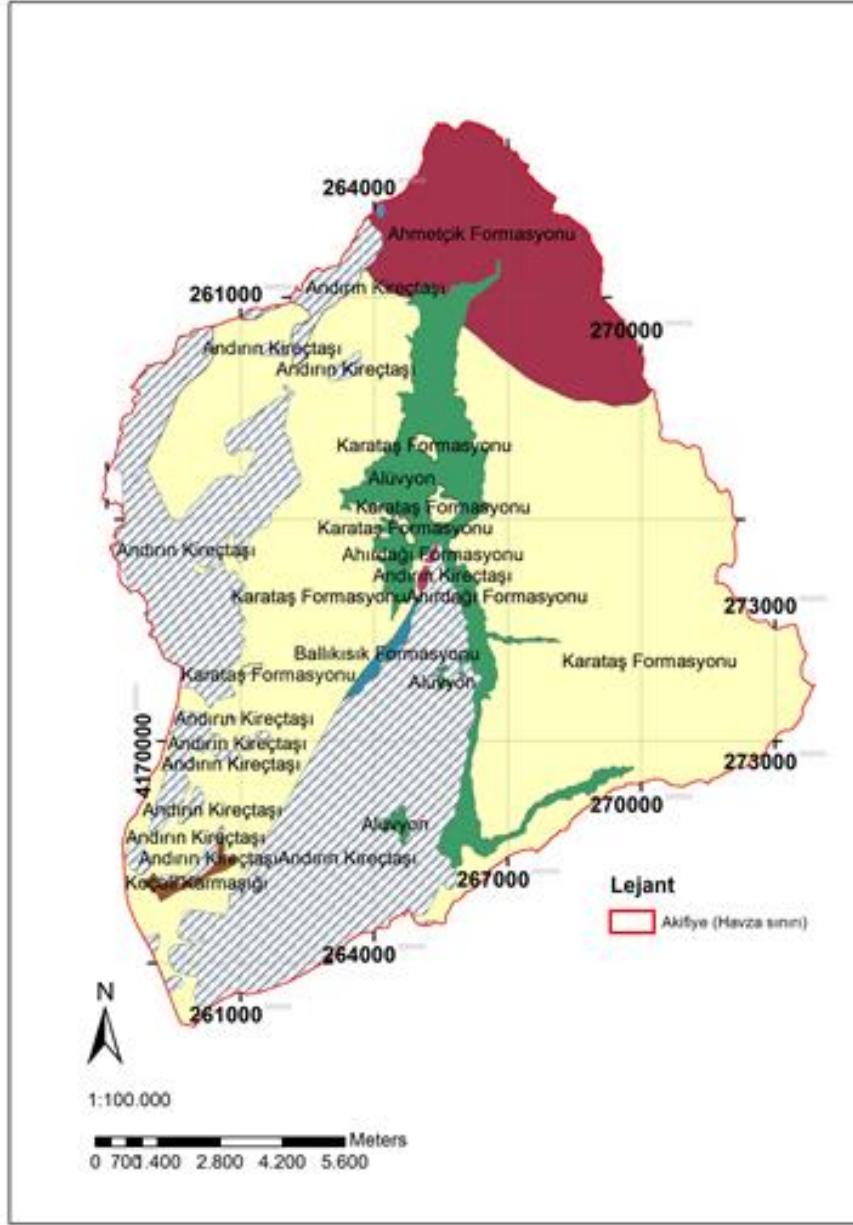 264000
Ahmetçik Formasyonu
261000
Andırın Kireçtaşı
270000
Andırın Kireçtaşı
Andırın Kireçtaşı
Karataş Formasyonu
Alüvyon
Karataş Formasyonu
Karataş Formasyonu
Andırın Kireçtaşı
Ahırdağı Formasyonu
Andırın Kireçtaşı
Karataş Formasyonu
Ahırdağı Formasyonu
273000
Ballıkısık Formasyonu
Karataş Formasyonu
Karataş Formasyonu
Alüvyon
Andırın Kireçtaşı
4170000
Andırın Kireçtaşı
Andırın Kireçtaşı
273000
270000
Andırın Kireçtaşı
Alüvyon
Andırın Kireçtaşı
Andırın Kireçtaşı
Andırın Kireçtaşı
267000
Keçeli Karmaşığı
Lejant
Akifiye (Havza sınırı)
264000
261000
N
1:100.000
Meters
0 700 1.400 2.800 4.200 5.600